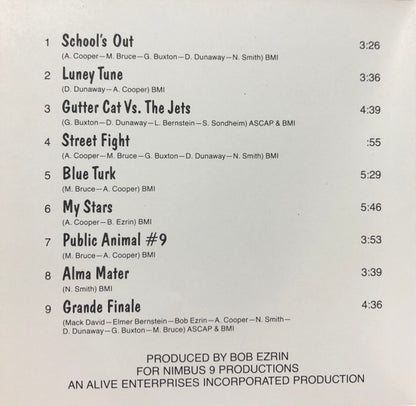 1 School's Out 3:26
(A. Cooper—M. Bruce—G. Buxton—D. Dunaway—N. Smith) BMI
2 Luney Tune 3:36
(D. Dunaway—A. Cooper) BMI
3 Gutter Cat Vs. The Jets 4:39
(G. Buxton—D. Dunaway—L. Bernstein—S. Sondheim) ASCAP & BMI
4 Street Fight :55
(A. Cooper—M. Bruce—G. Buxton—D. Dunaway—N. Smith) BMI
5 Blue Turk 5:29
(M. Bruce—A. Cooper) BMI
6 My Stars 5:46
(A. Cooper—B. Ezrin) BMI
7 Public Animal #9 3:53
(M. Bruce—A. Cooper) BMI
8 Alma Mater 3:39
(N. Smith) BMI
9 Grande Finale 4:36
(Mack David—Elmer Bernstein—Bob Ezrin—A. Cooper—N. Smith—
D. Dunaway—G. Buxton—M. Bruce) ASCAP & BMI
PRODUCED BY BOB EZRIN
FOR NIMBUS 9 PRODUCTIONS
AN ALIVE ENTERPRISES INCORPORATED PRODUCTION